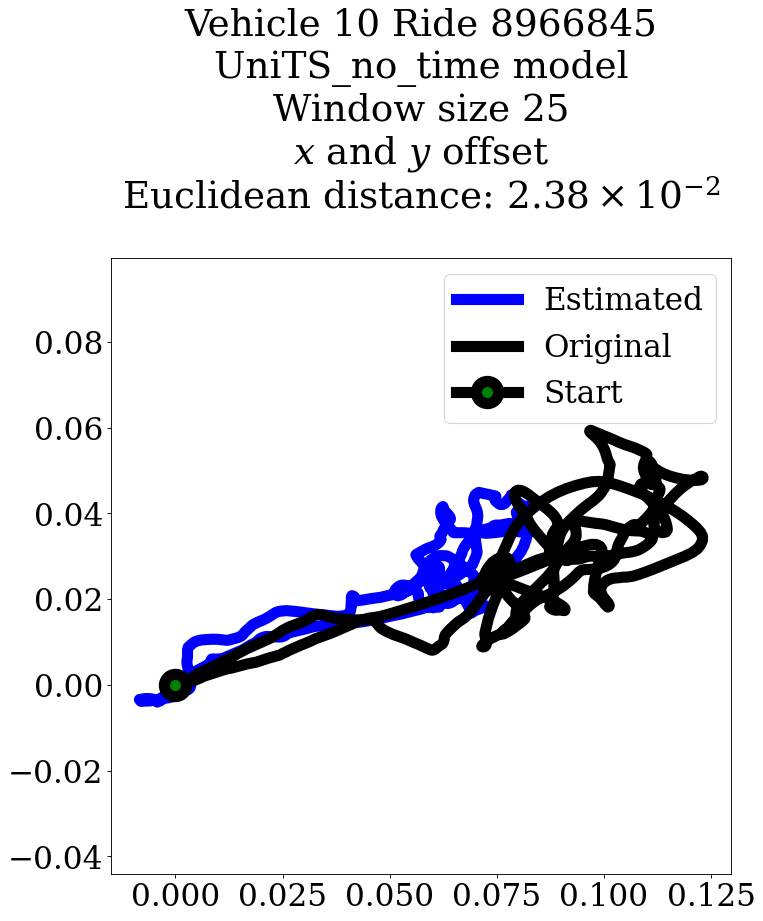 Vehicle 10 Ride 8966845
UniTS_no_time model
Window size 25
x and y offset
Euclidean distance: 2.38 × 10⁻²
Estimated
Original
Start
0.08
0.06
0.04
0.02
0.00
−0.02
−0.04
0.000 0.025 0.050 0.075 0.100 0.125